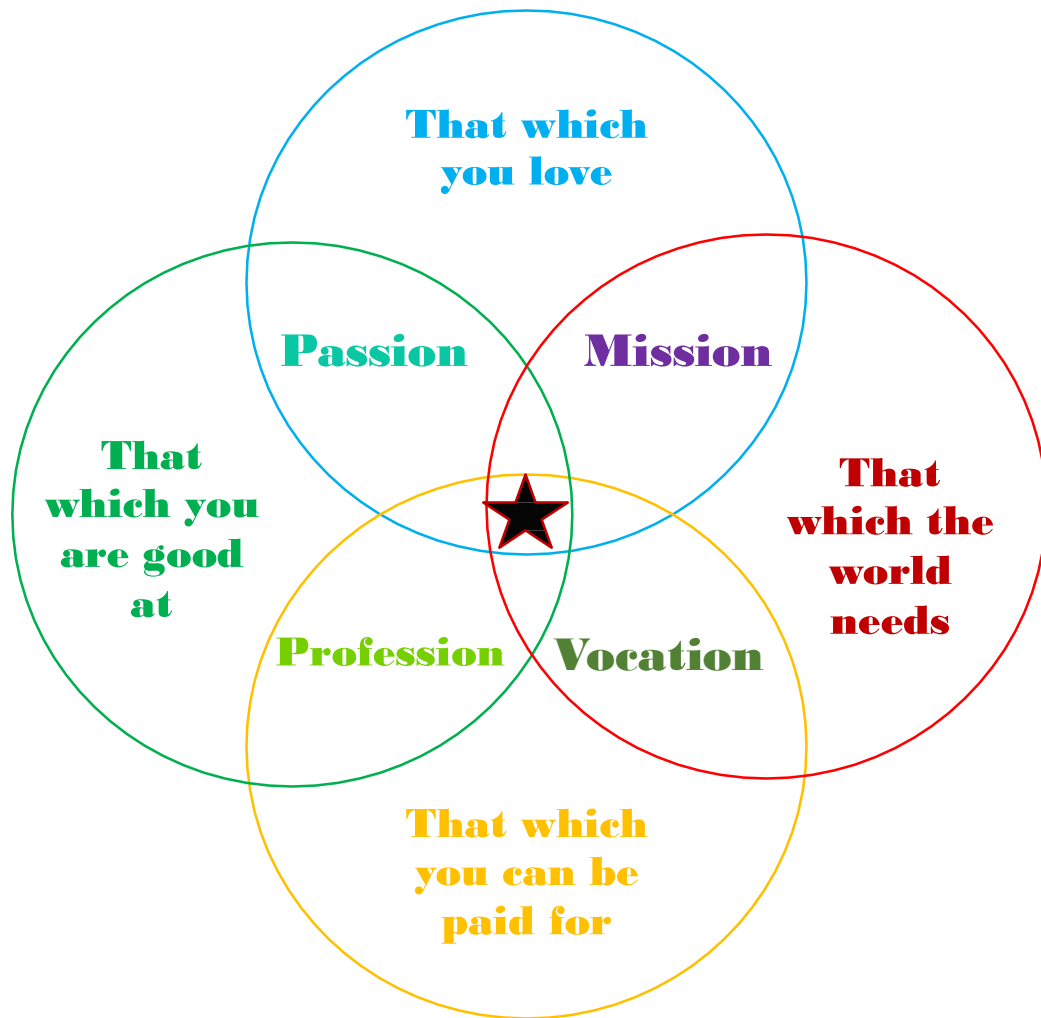 That which
you love
Passion
Mission
That
which you
are good
at
That
which the
world
needs
Profession
Vocation
That which
you can be
paid for